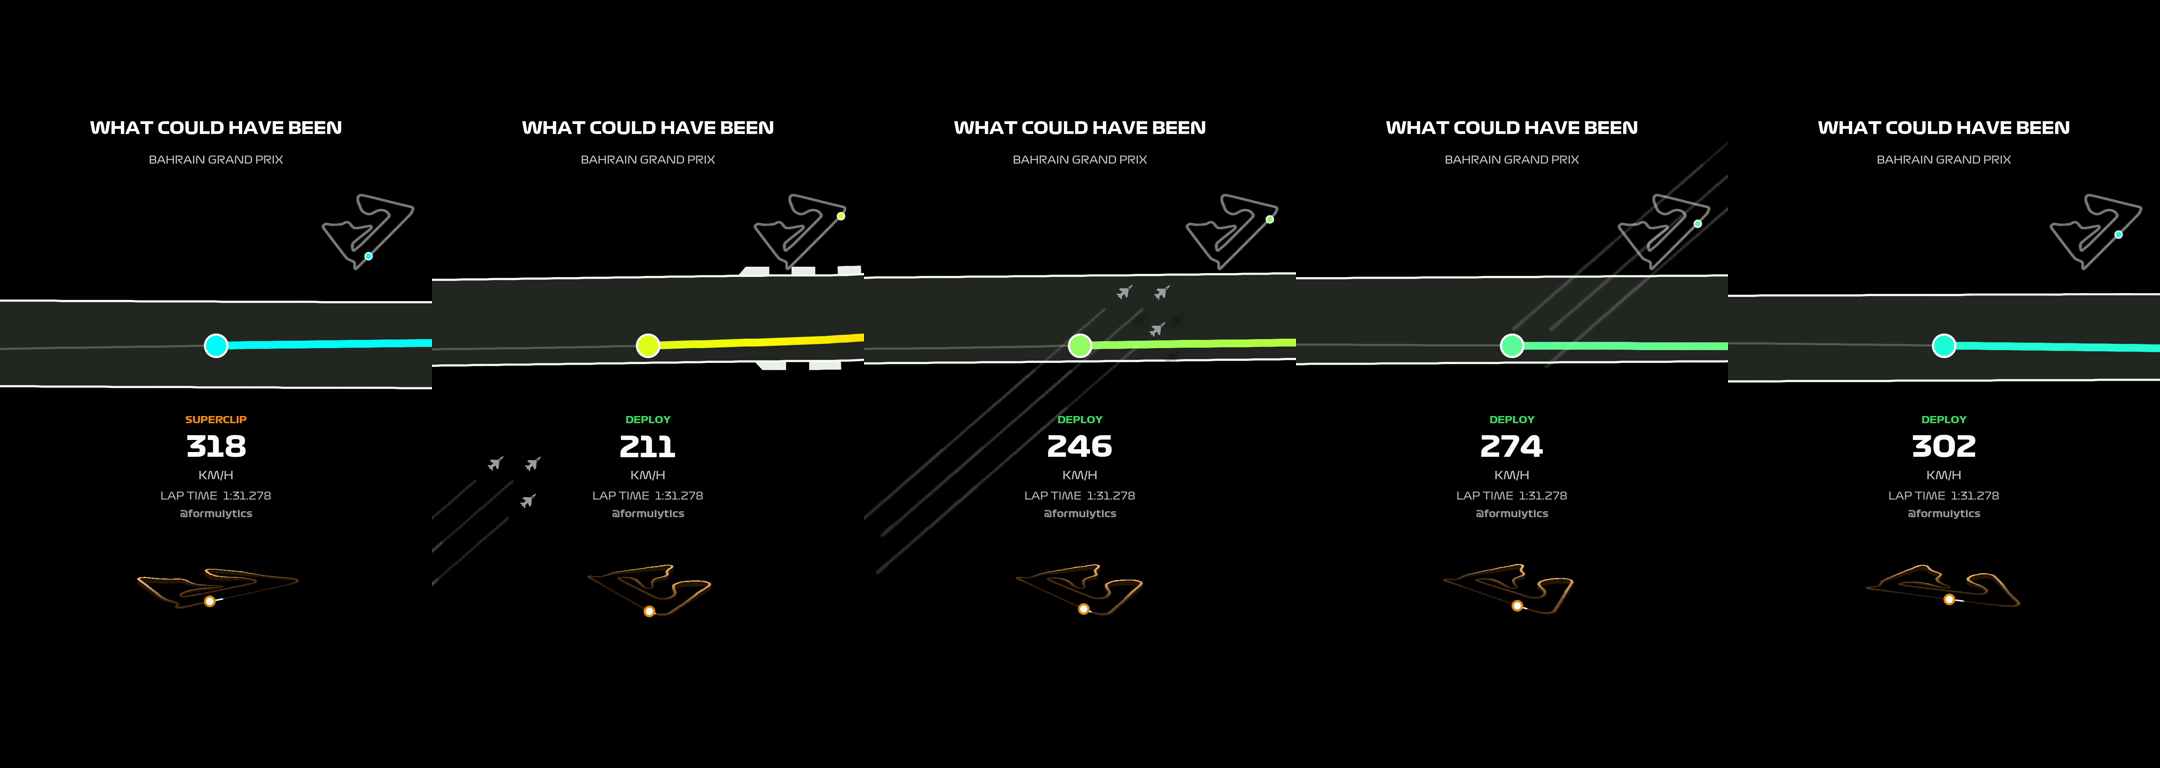 WHAT COULD HAVE BEEN
BAHRAIN GRAND PRIX
SUPERCLIP
318
KM/H
LAP TIME 1:31.278
@formulytics
WHAT COULD HAVE BEEN
BAHRAIN GRAND PRIX
DEPLOY
211
KM/H
LAP TIME 1:31.278
@formulytics
WHAT COULD HAVE BEEN
BAHRAIN GRAND PRIX
DEPLOY
246
KM/H
LAP TIME 1:31.278
@formulytics
WHAT COULD HAVE BEEN
BAHRAIN GRAND PRIX
DEPLOY
274
KM/H
LAP TIME 1:31.278
@formulytics
WHAT COULD HAVE BEEN
BAHRAIN GRAND PRIX
DEPLOY
302
KM/H
LAP TIME 1:31.278
@formulytics